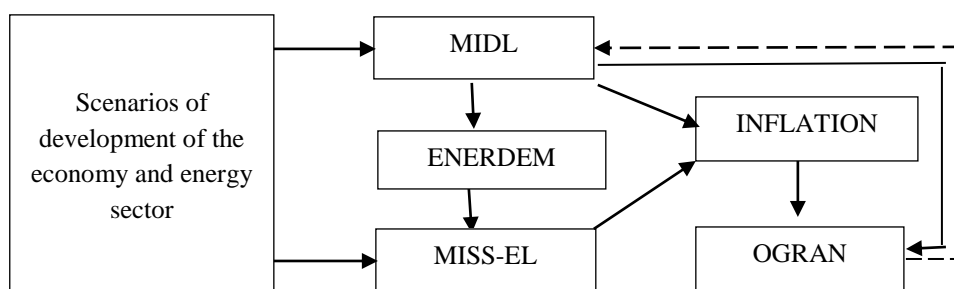 Scenarios of
development of the
economy and energy
sector
MIDL
ENERDEM
MISS-EL
INFLATION
OGRAN